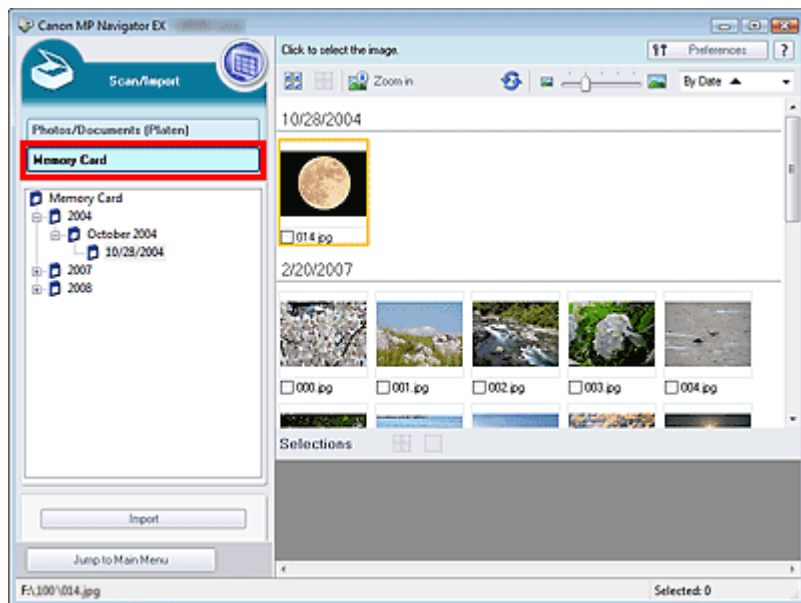 Canon MP Navigator EX
Scan/Import
Photos/Documents (Platen)
Memory Card
Memory Card
2004
October 2004
10/28/2004
2007
2008
Import
Jump to Main Menu
Click to select the image.
Preferences
?
Zoom in
By Date
10/28/2004
014.jpg
2/20/2007
000.jpg
001.jpg
002.jpg
003.jpg
004.jpg
Selections
F:\100\014.jpg
Selected: 0